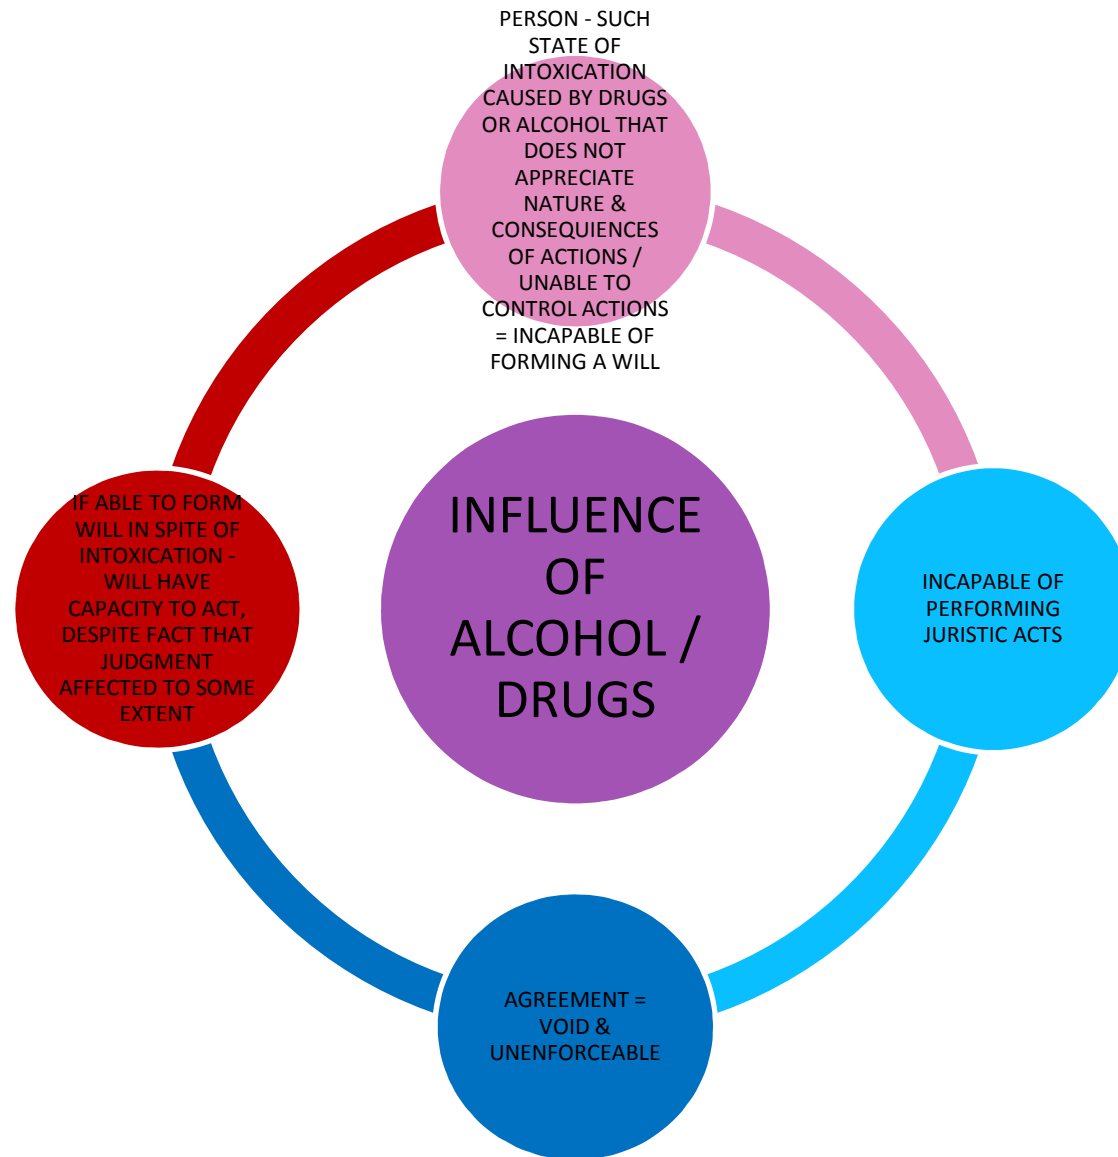 PERSON - SUCH
STATE OF
INTOXICATION
CAUSED BY DRUGS
OR ALCOHOL THAT
DOES NOT
APPRECIATE
NATURE &
CONSEQUIENCES
OF ACTIONS /
UNABLE TO
CONTROL ACTIONS
= INCAPABLE OF
FORMING A WILL
INCAPABLE OF
PERFORMING
JURISTIC ACTS
AGREEMENT =
VOID &
UNENFORCEABLE
IF ABLE TO FORM
WILL IN SPITE OF
INTOXICATION -
WILL HAVE
CAPACITY TO ACT,
DESPITE FACT THAT
JUDGMENT
AFFECTED TO SOME
EXTENT
INFLUENCE
OF
ALCOHOL /
DRUGS